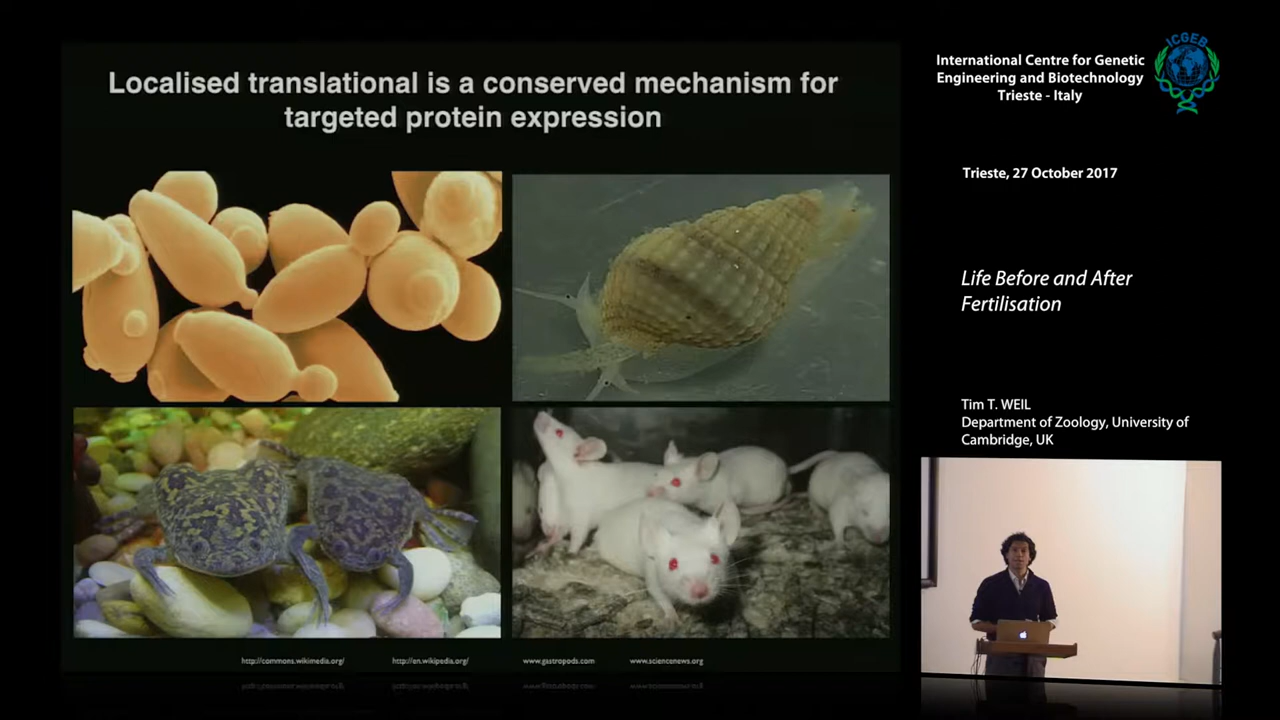 Localised translational is a conserved mechanism for
targeted protein expression
http://commons.wikimedia.org/
http://en.wikipedia.org/
www.gastropods.com
www.sciencenews.org
International Centre for Genetic
Engineering and Biotechnology
Trieste - Italy
ICGEB
Trieste, 27 October 2017
Life Before and After
Fertilisation
Tim T. WEIL
Department of Zoology, University of
Cambridge, UK